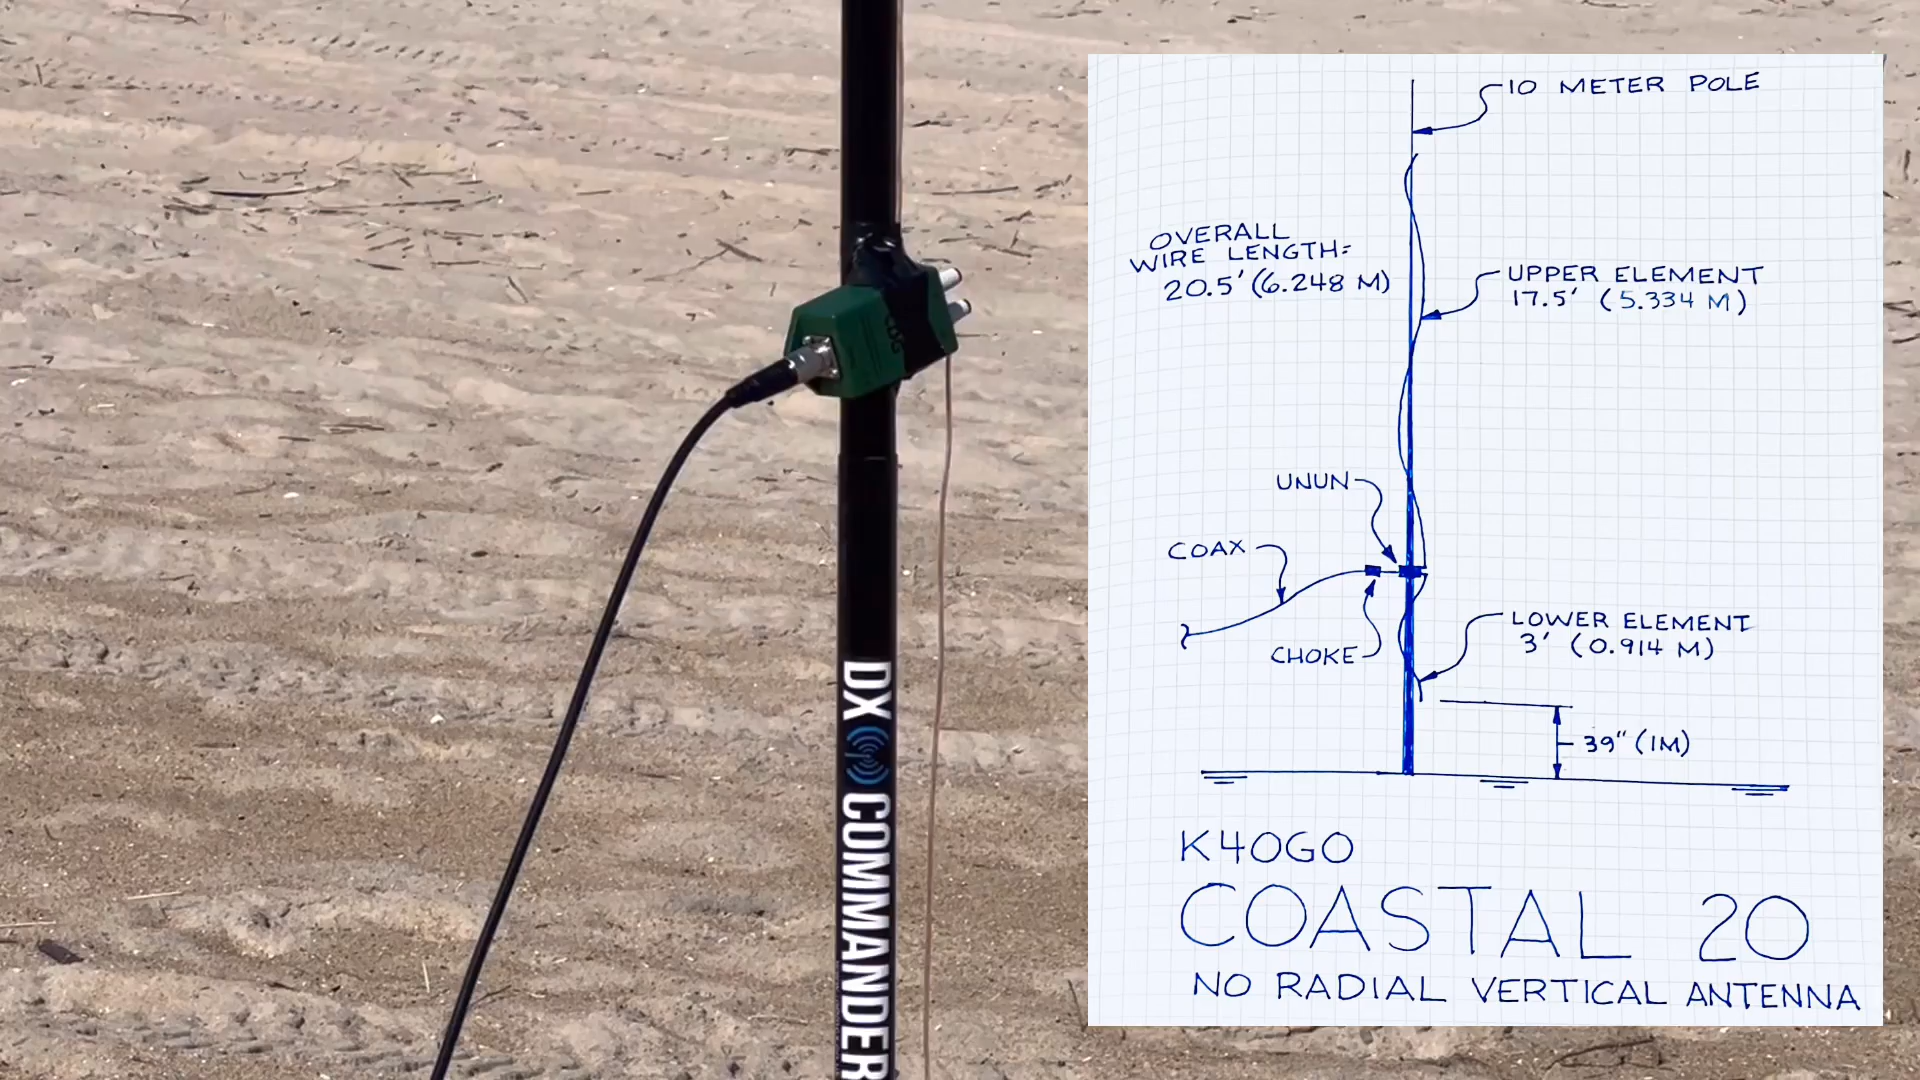 10 METER POLE
OVERALL
WIRE LENGTH=
20.5' (6.248 M)
UPPER ELEMENT
17.5' (5.334 M)
UNUN
COAX
CHOKE
LOWER ELEMENT
3' (0.914 M)
39" (1M)
K4OGO
COASTAL 20
NO RADIAL VERTICAL ANTENNA
DX COMMANDER